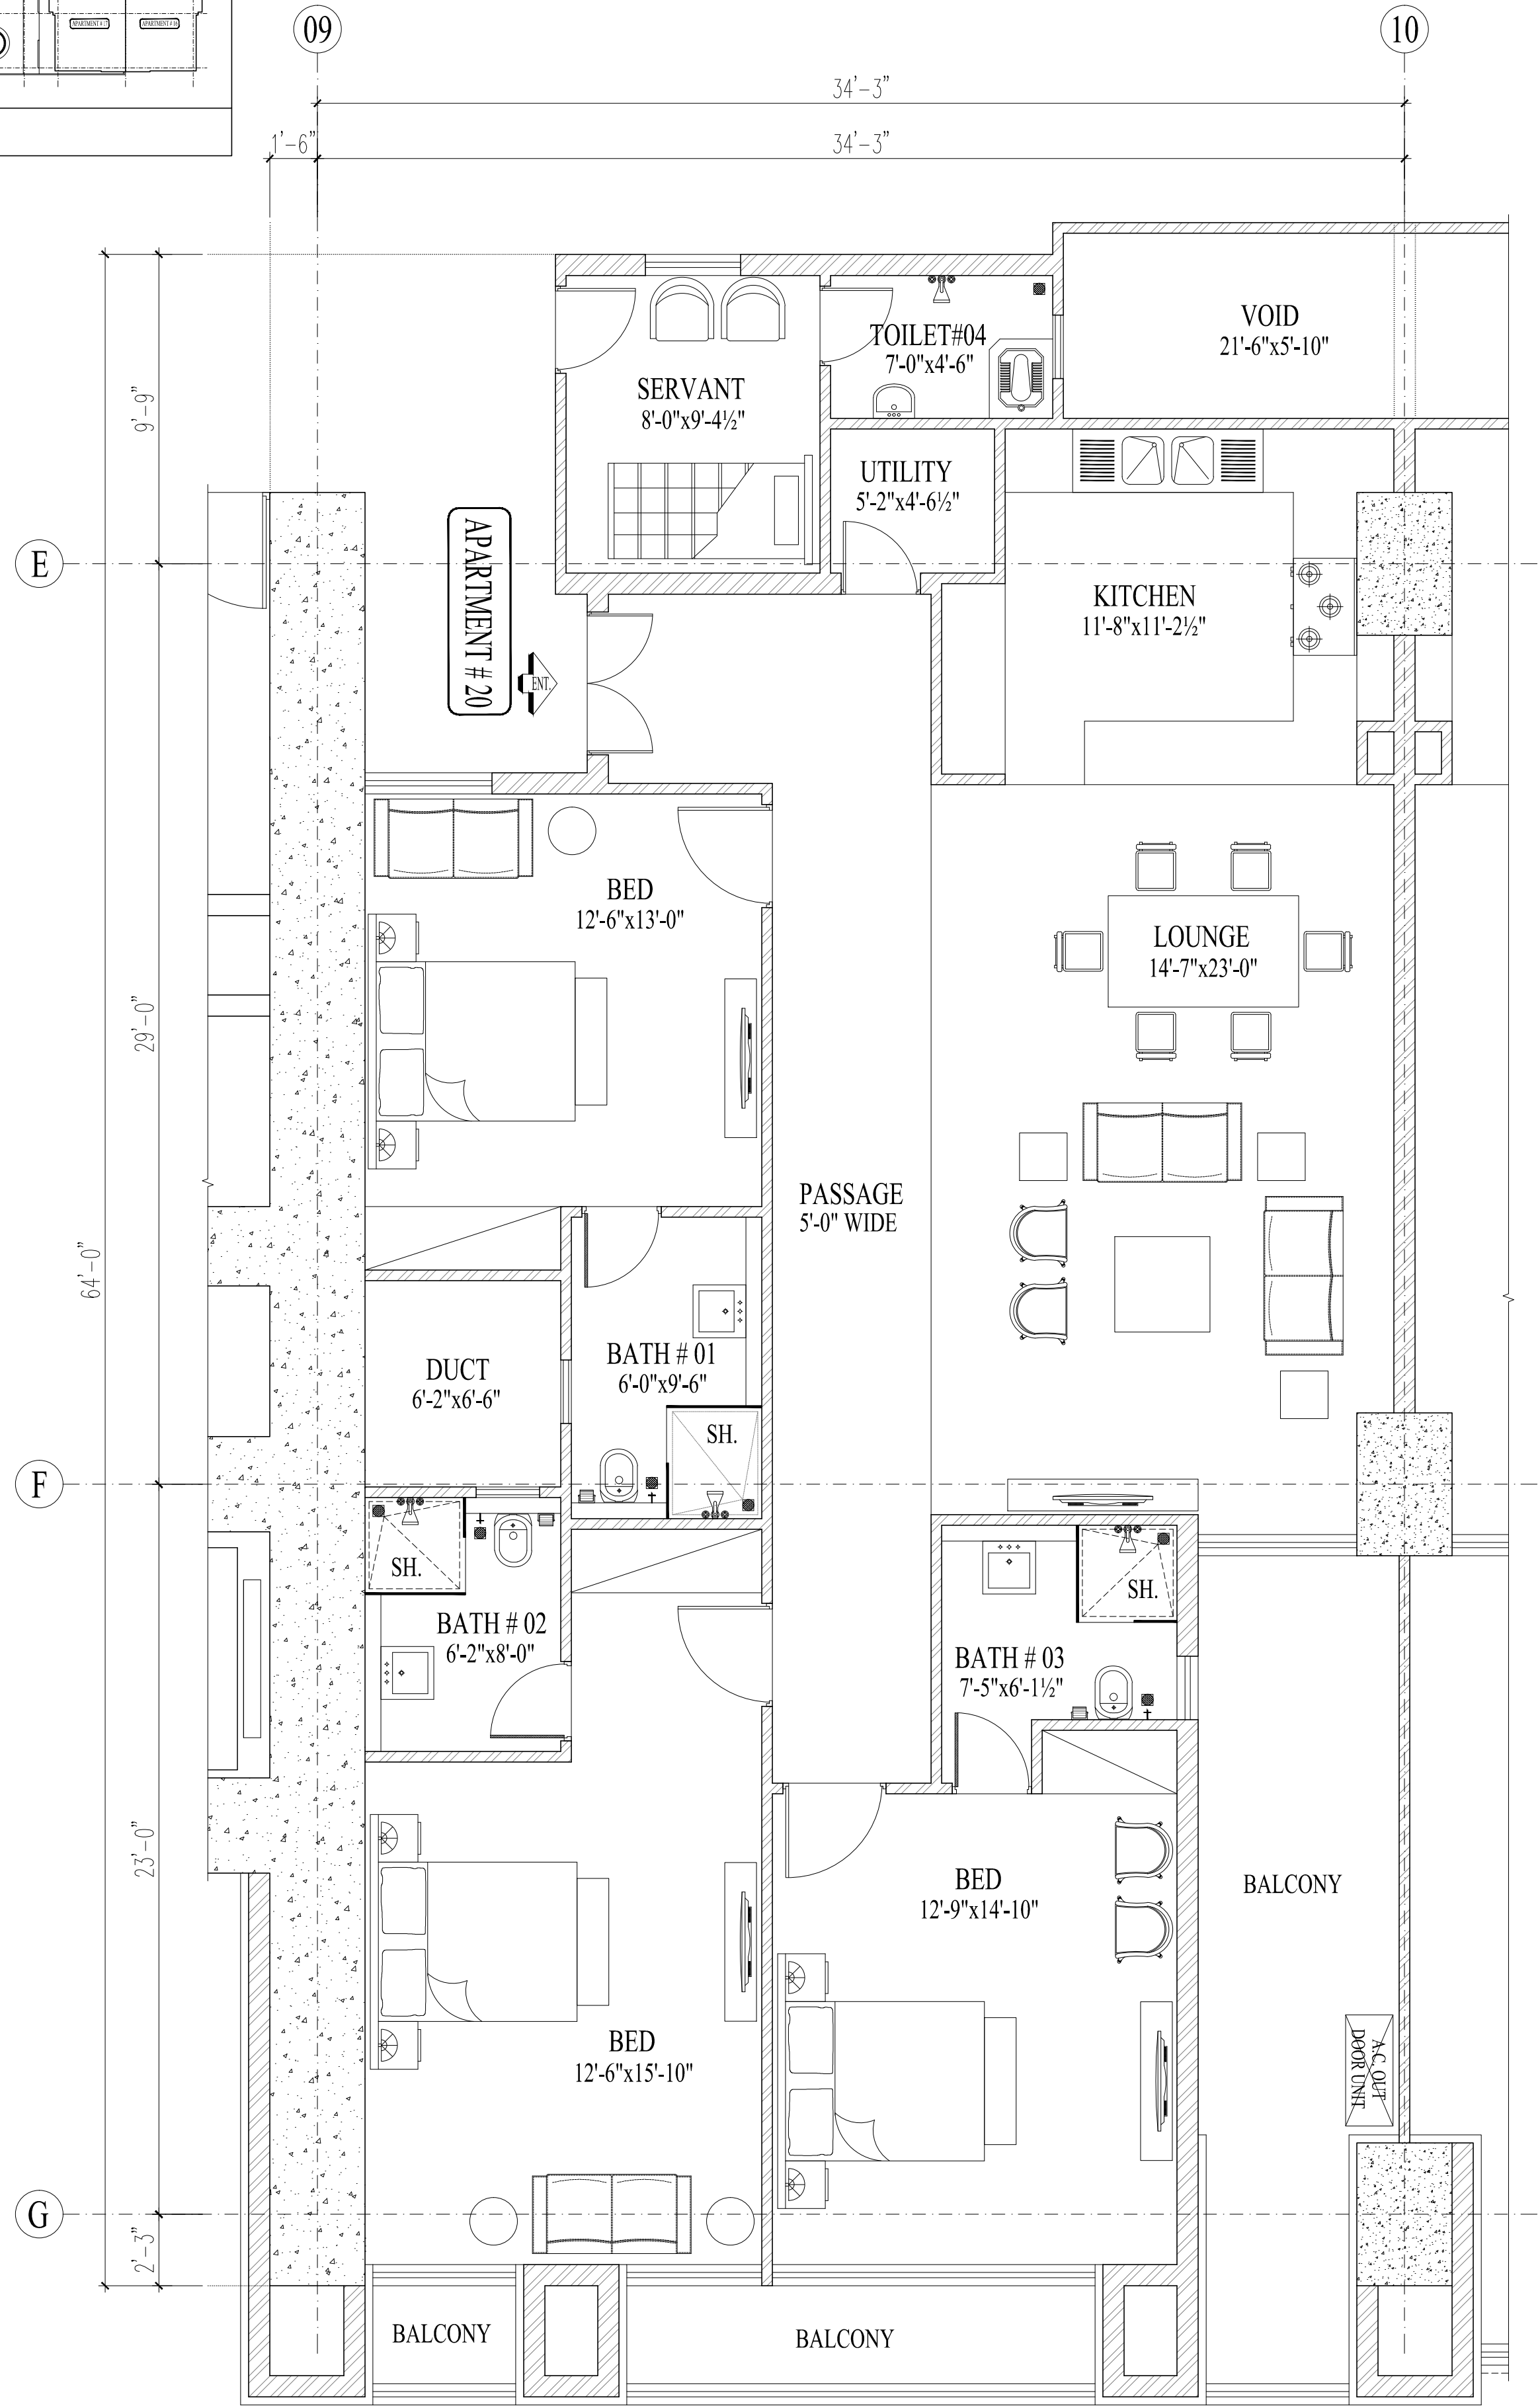 APARTMENT # 17
APARTMENT # 16
09
10
34'-3"
1'-6"
34'-3"
VOID
21'-6"x5'-10"
TOILET#04
7'-0"x4'-6"
SERVANT
8'-0"x9'-4½"
9'-9"
UTILITY
5'-2"x4'-6½"
E
APARTMENT # 20
ENT.
KITCHEN
11'-8"x11'-2½"
BED
12'-6"x13'-0"
LOUNGE
14'-7"x23'-0"
29'-0"
PASSAGE
5'-0" WIDE
64'-0"
DUCT
6'-2"x6'-6"
BATH # 01
6'-0"x9'-6"
SH.
F
SH.
BATH # 02
6'-2"x8'-0"
SH.
BATH # 03
7'-5"x6'-1½"
23'-0"
BED
12'-9"x14'-10"
BALCONY
BED
12'-6"x15'-10"
A.C. OUT
DOOR UNIT
G
2'-3"
BALCONY
BALCONY